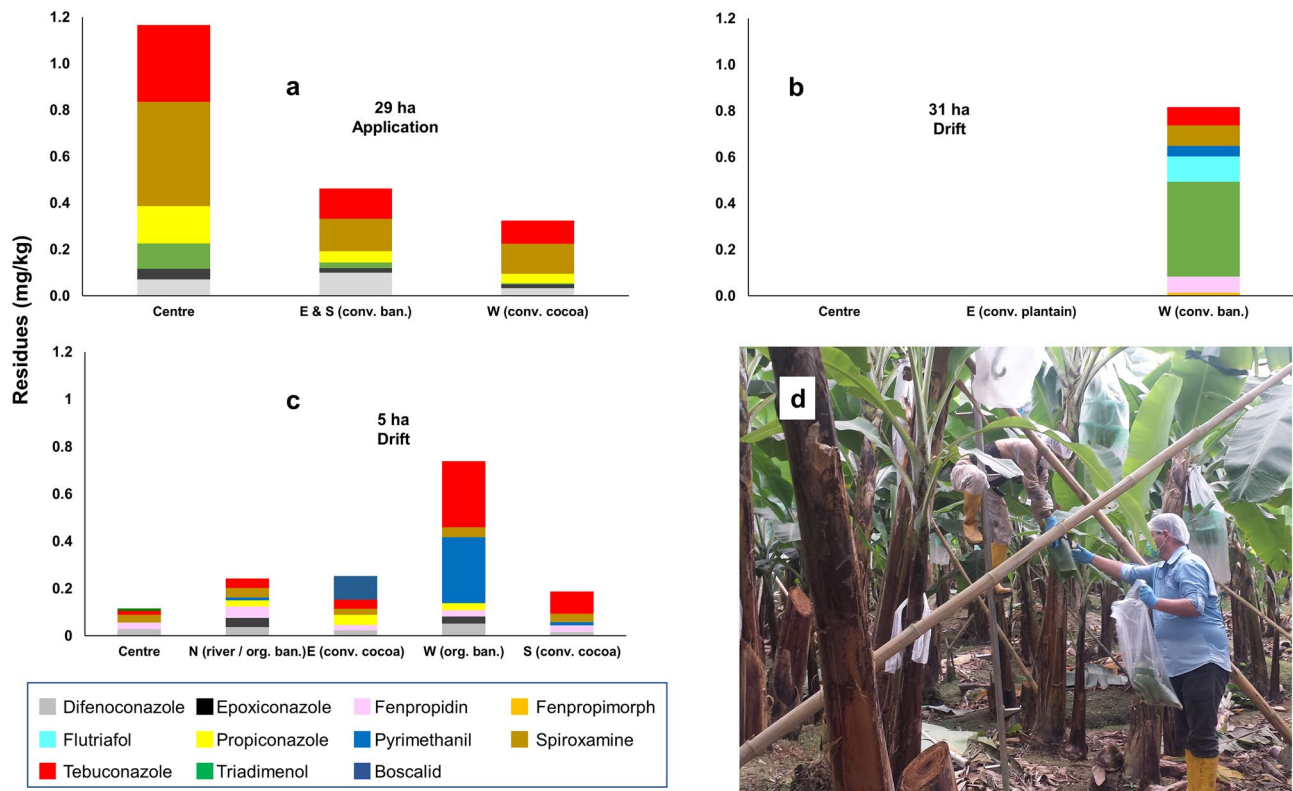 Residues (mg/kg)
1.2
1.0
0.8
0.6
0.4
0.2
0.0
a
29 ha
Application
Centre
E & S (conv. ban.)
W (conv. cocoa)
1.2
1.0
0.8
0.6
0.4
0.2
0.0
b
31 ha
Drift
Centre
E (conv. plantain)
W (conv. ban.)
1.2
1
0.8
0.6
0.4
0.2
0
c
5 ha
Drift
Centre
N (river / org. ban.)
E (conv. cocoa)
W (org. ban.)
S (conv. cocoa)
d
Difenoconazole
Epoxiconazole
Fenpropidin
Fenpropimorph
Flutriafol
Propiconazole
Pyrimethanil
Spiroxamine
Tebuconazole
Triadimenol
Boscalid